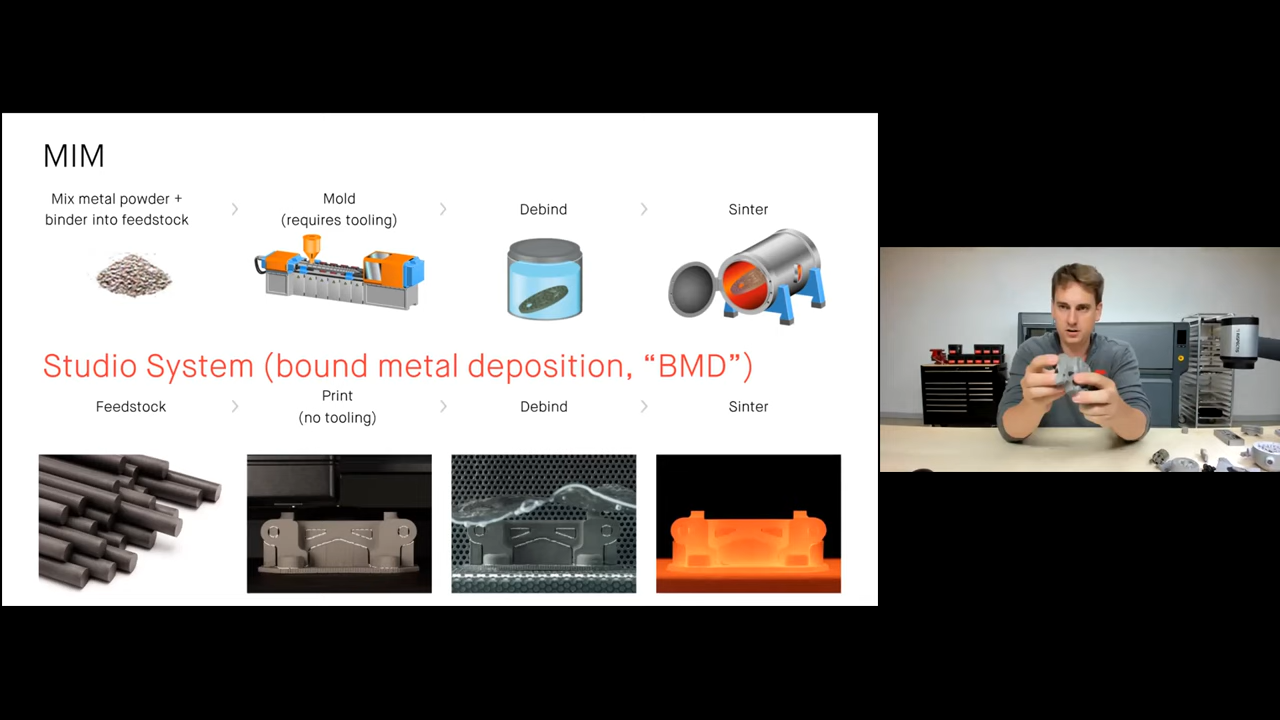 MIM
Mix metal powder +
binder into feedstock
Mold
(requires tooling)
Debind
Sinter
Studio System (bound metal deposition, “BMD”)
Feedstock
Print
(no tooling)
Debind
Sinter